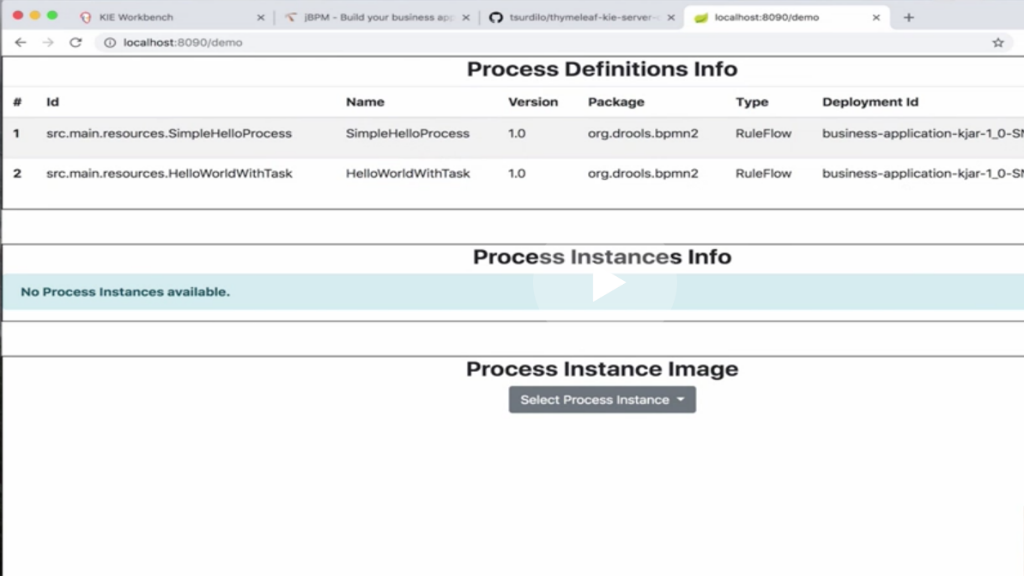 KIE Workbench
jBPM - Build your business ap
tsurdilo/thymeleaf-kie-server-
localhost:8090/demo
localhost:8090/demo
Process Definitions Info
# Id Name Version Package Type Deployment Id
1 src.main.resources.SimpleHelloProcess SimpleHelloProcess 1.0 org.drools.bpmn2 RuleFlow business-application-kjar-1_0-SN
2 src.main.resources.HelloWorldWithTask HelloWorldWithTask 1.0 org.drools.bpmn2 RuleFlow business-application-kjar-1_0-SN
Process Instances Info
No Process Instances available.
Process Instance Image
Select Process Instance